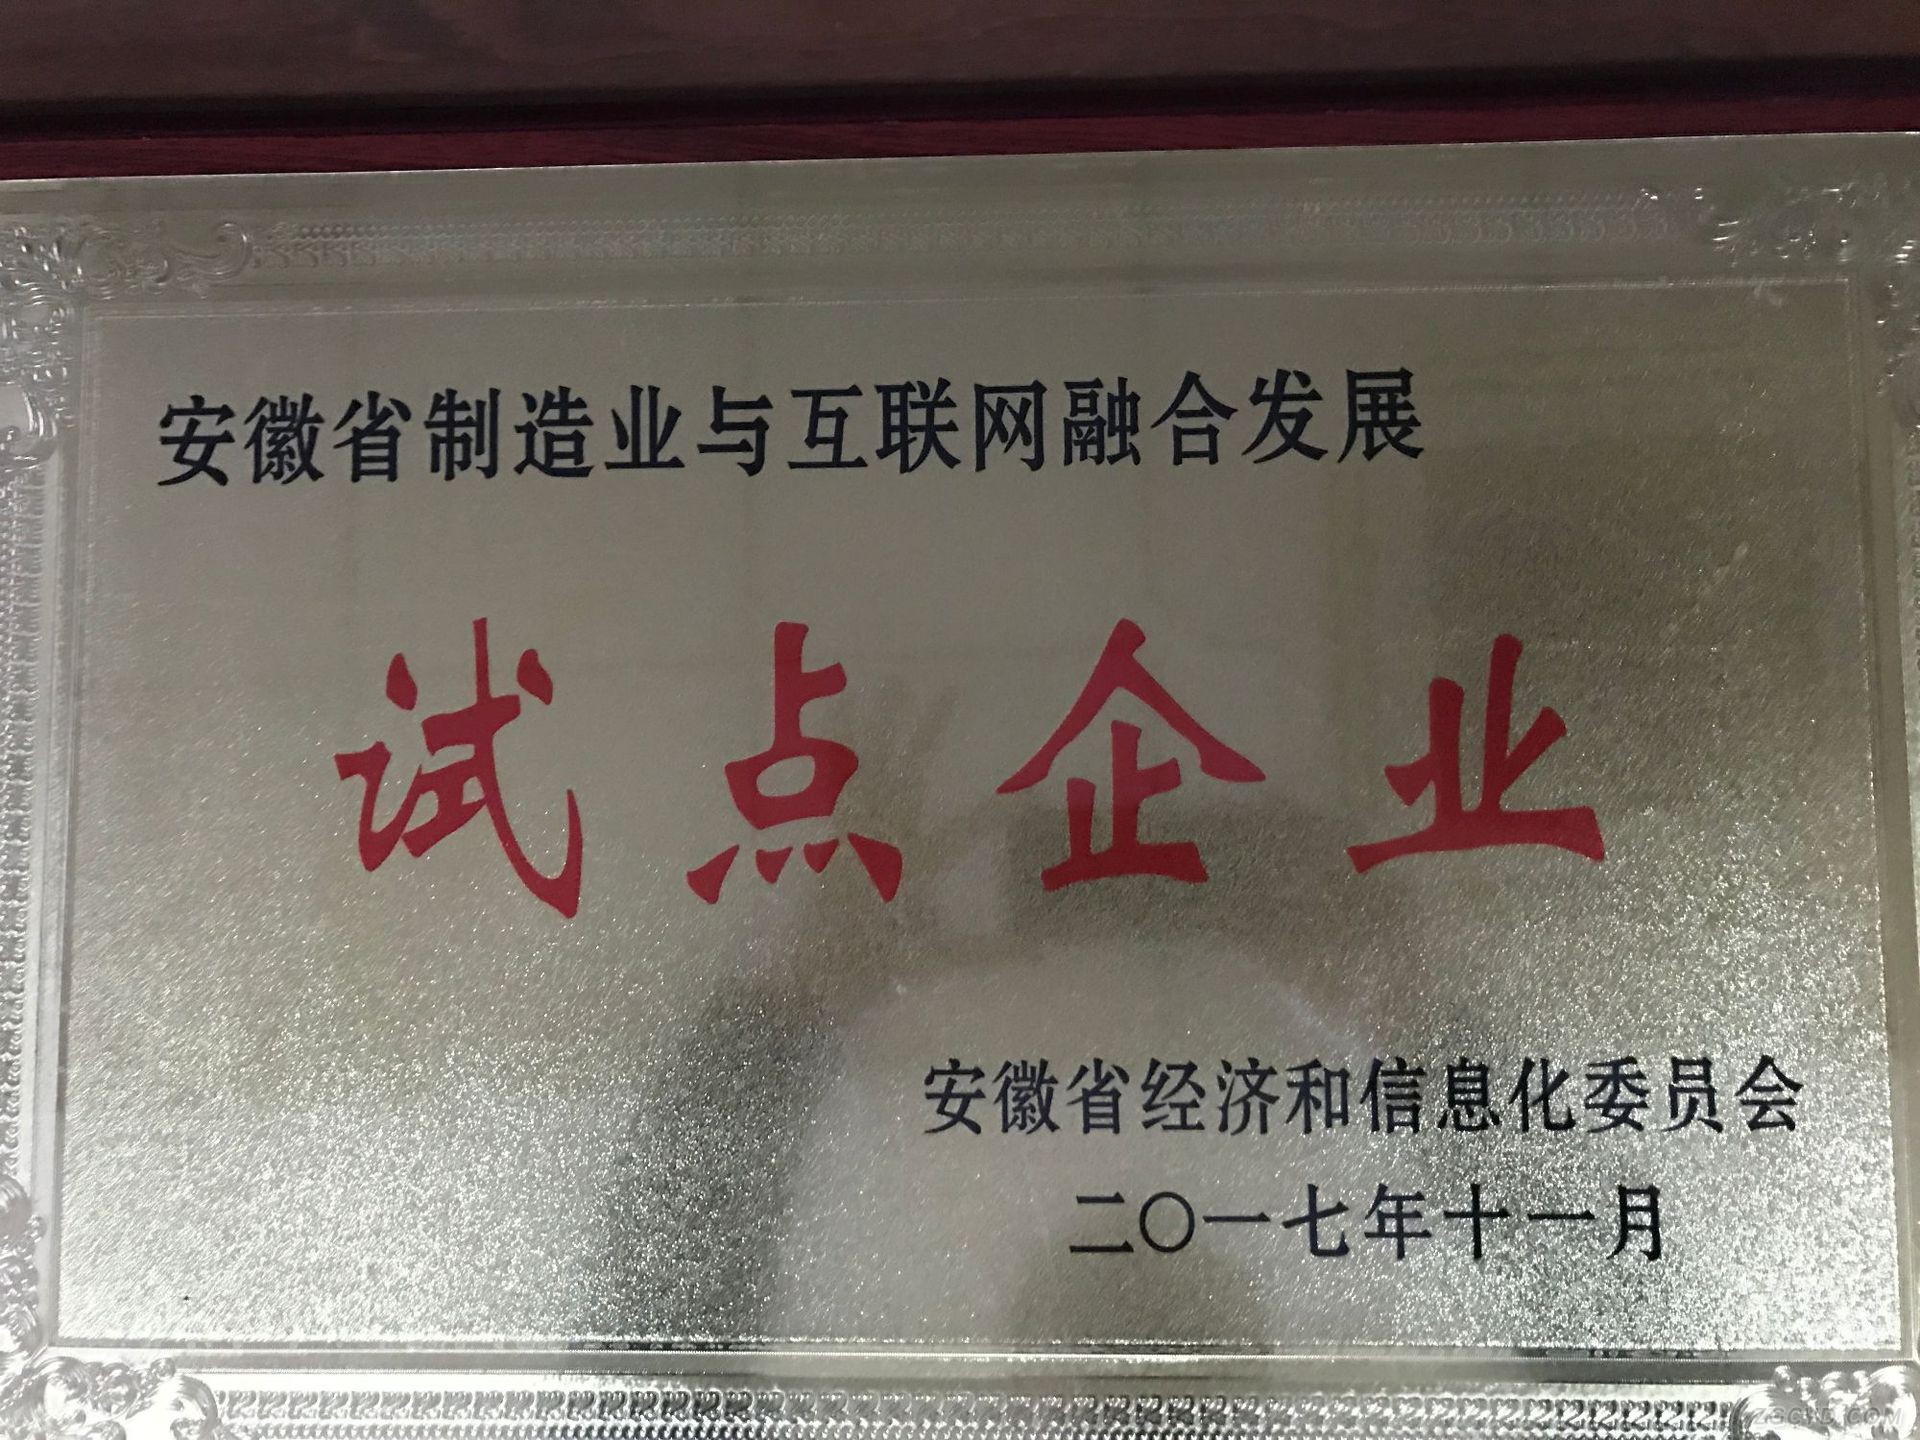 安徽省制造业与互联网融合发展
试点企业
安徽省经济和信息化委员会
二〇一七年十一月